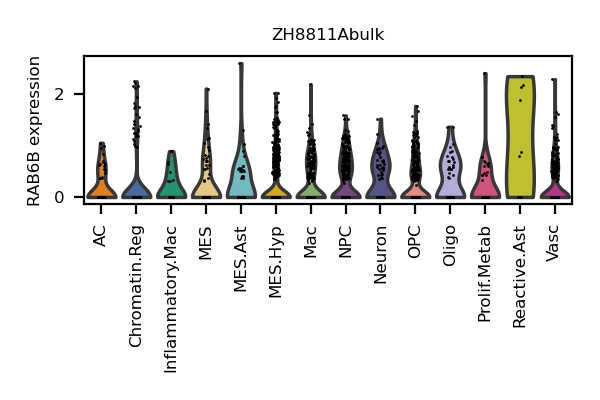 ZH8811Abulk
RAB6B expression
2
0
AC
Chromatin.Reg
Inflammatory.Mac
MES
MES.Ast
MES.Hyp
Mac
NPC
Neuron
OPC
Oligo
Prolif.Metab
Reactive.Ast
Vasc